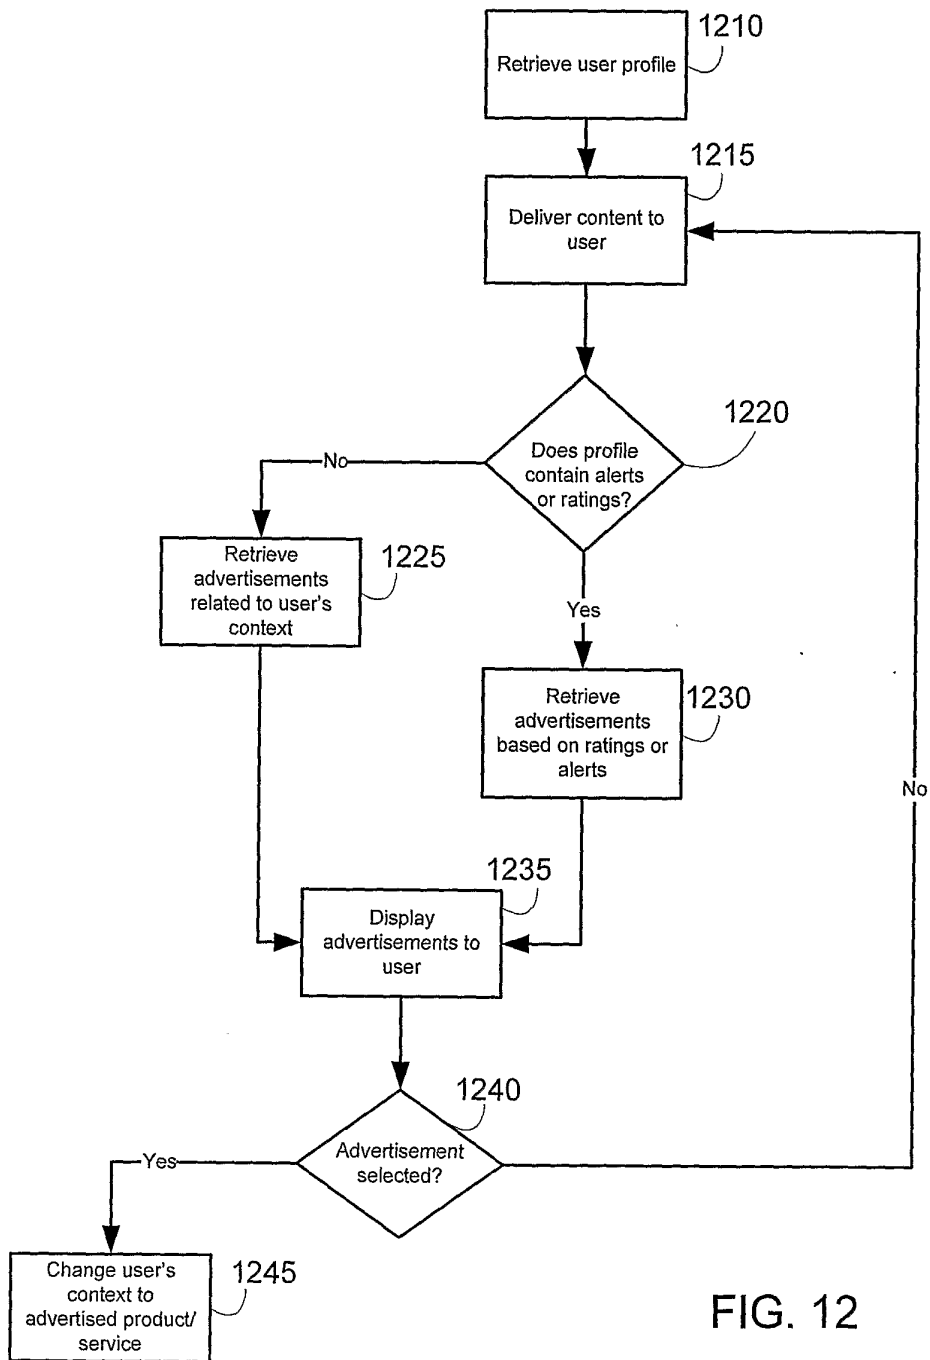 1210
Retrieve user profile
1215
Deliver content to
user
1220
Does profile
contain alerts
or ratings?
No
Yes
1225
Retrieve
advertisements
related to user's
context
1230
Retrieve
advertisements
based on ratings or
alerts
No
1235
Display
advertisements to
user
1240
Advertisement
selected?
Yes
1245
Change user's
context to
advertised product/
service
FIG. 12